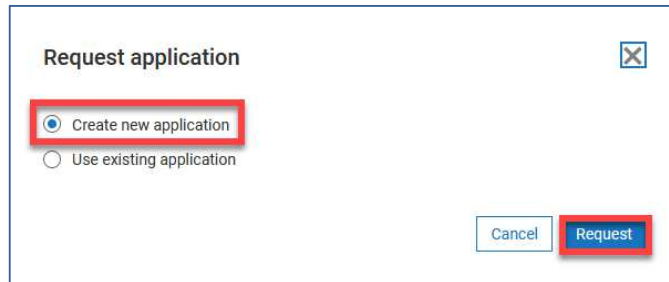 Request application
Create new application
Use existing application
Cancel Request